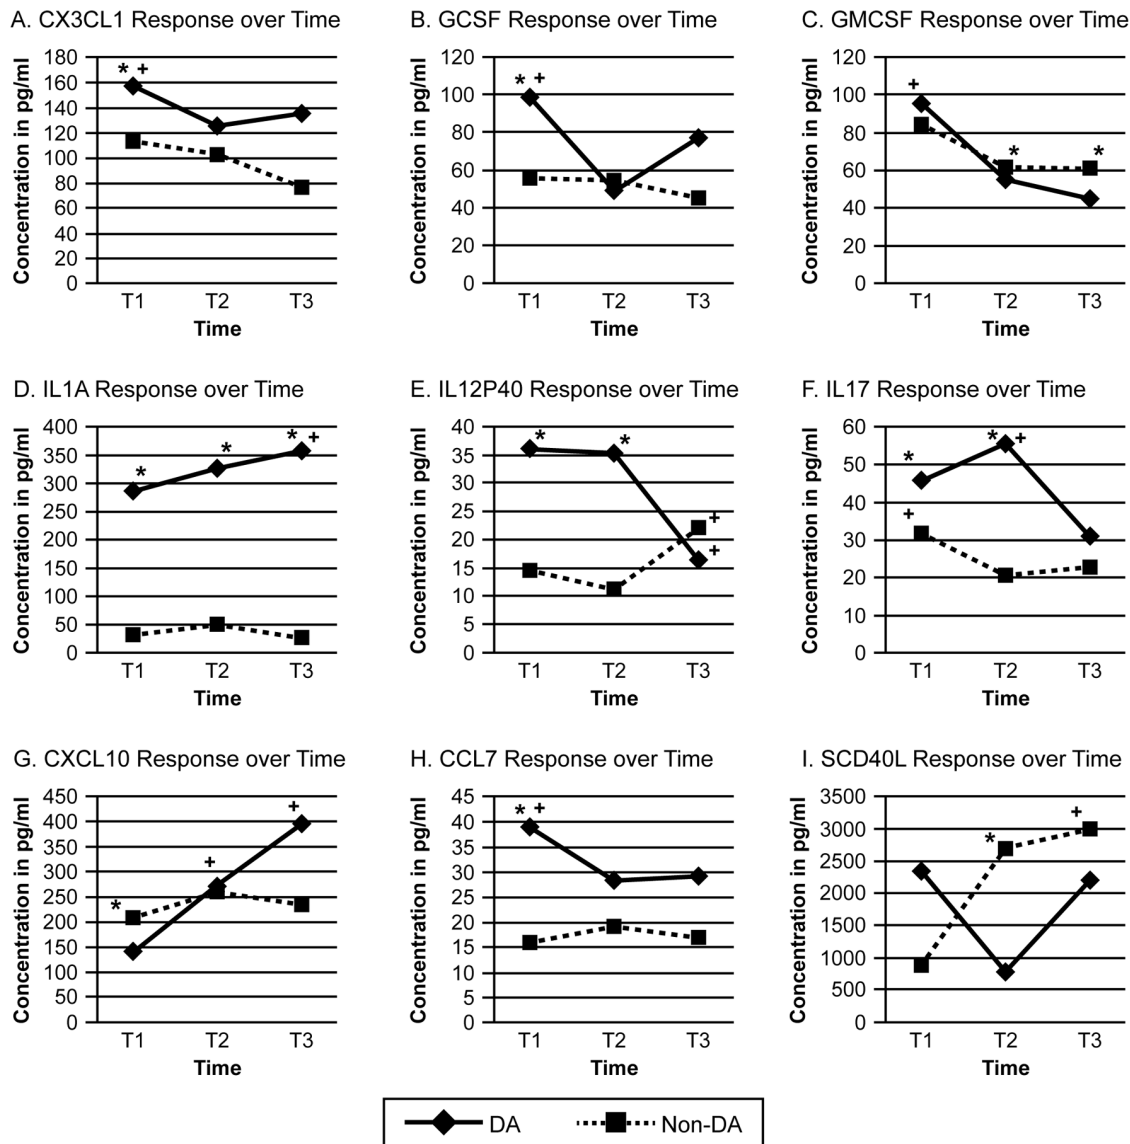 A. CX3CL1 Response over Time
Concentration in pg/ml
180
160
140
120
100
80
60
40
20
0
* +
T1 T2 T3
Time
B. GCSF Response over Time
Concentration in pg/ml
120
100
80
60
40
20
0
* +
T1 T2 T3
Time
C. GMCSF Response over Time
Concentration in pg/ml
120
100
80
60
40
20
0
+
*
*
T1 T2 T3
Time
D. IL1A Response over Time
Concentration in pg/ml
400
350
300
250
200
150
100
50
0
*
*
* +
T1 T2 T3
Time
E. IL12P40 Response over Time
Concentration in pg/ml
40
35
30
25
20
15
10
5
0
*
*
+
+
T1 T2 T3
Time
F. IL17 Response over Time
Concentration in pg/ml
60
50
40
30
20
10
0
*
* +
+
T1 T2 T3
Time
G. CXCL10 Response over Time
Concentration in pg/ml
450
400
350
300
250
200
150
100
50
0
*
+
+
T1 T2 T3
Time
H. CCL7 Response over Time
Concentration in pg/ml
45
40
35
30
25
20
15
10
5
0
* +
T1 T2 T3
Time
I. SCD40L Response over Time
Concentration in pg/ml
3500
3000
2500
2000
1500
1000
500
0
*
+
T1 T2 T3
Time
DA Non-DA